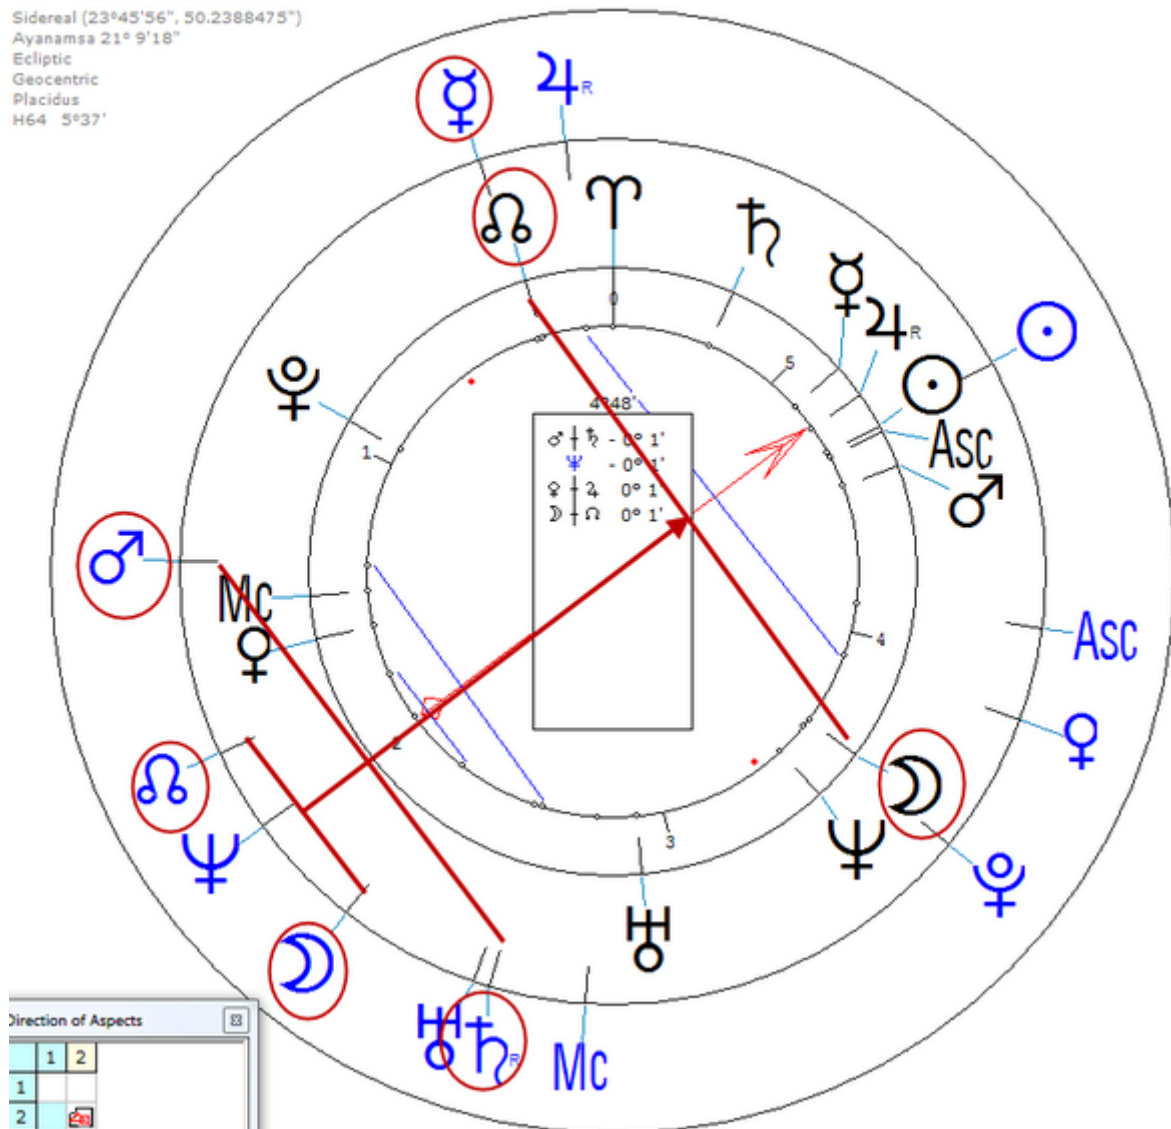 Sidereal (23°45'56", 50.2388475")
Ayanamsa 21° 9'18"
Ecliptic
Geocentric
Placidus
H64 5°37'
☿
♃R
☊
♈
♄
0
☿
5
♃R
☉
☉
♇
4°48'
1
♂┼♄ - 0° 1'
♆ - 0° 1'
♀┼♃ 0° 1'
☽┼☊ 0° 1'
Asc
♂
♂
Mc
♀
4
Asc
♀
2
☊
☽
♆
3
♆
♇
♅
☽
♅
♄R
Mc
Direction of Aspects
1 2
1
2